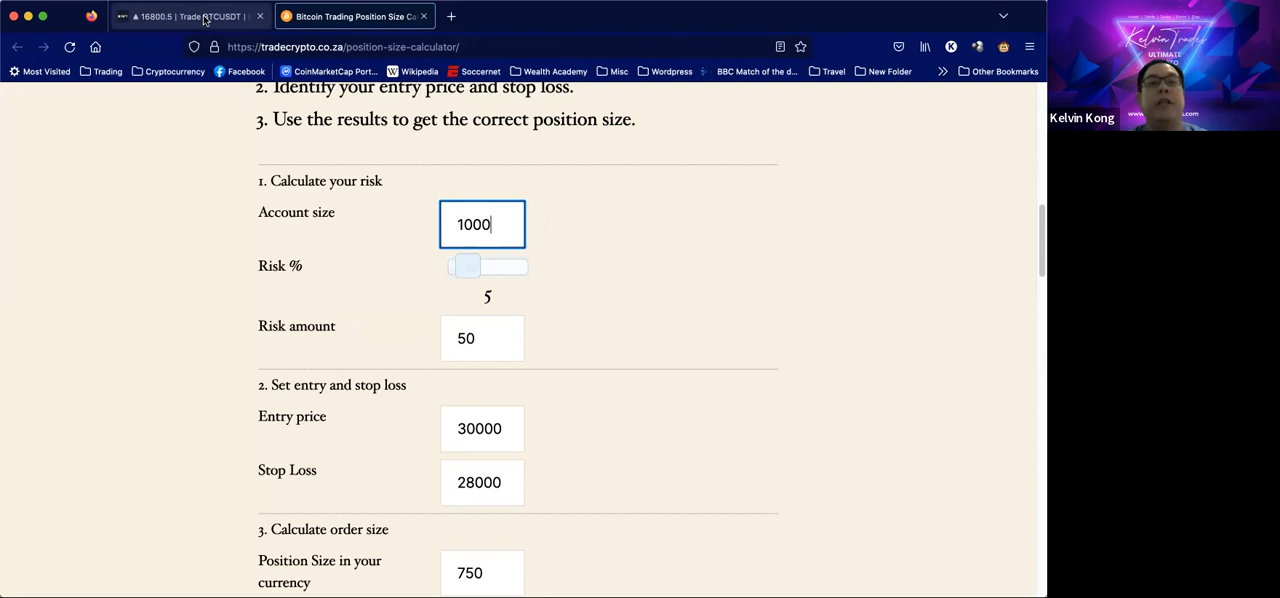 16800.5 | Trade BTCUSDT |
Bitcoin Trading Position Size Ca
https://tradecrypto.co.za/position-size-calculator/
Most Visited Trading Cryptocurrency Facebook CoinMarketCap Port... Wikipedia Soccernet Wealth Academy Misc Wordpress BBC Match of the d... Travel New Folder Other Bookmarks
2. Identify your entry price and stop loss.
3. Use the results to get the correct position size.
1. Calculate your risk
Account size
1000
Risk %
5
Risk amount
50
2. Set entry and stop loss
Entry price
30000
Stop Loss
28000
3. Calculate order size
Position Size in your
currency
750
Kelvin Trades
ULTIMATE
Kelvin Kong